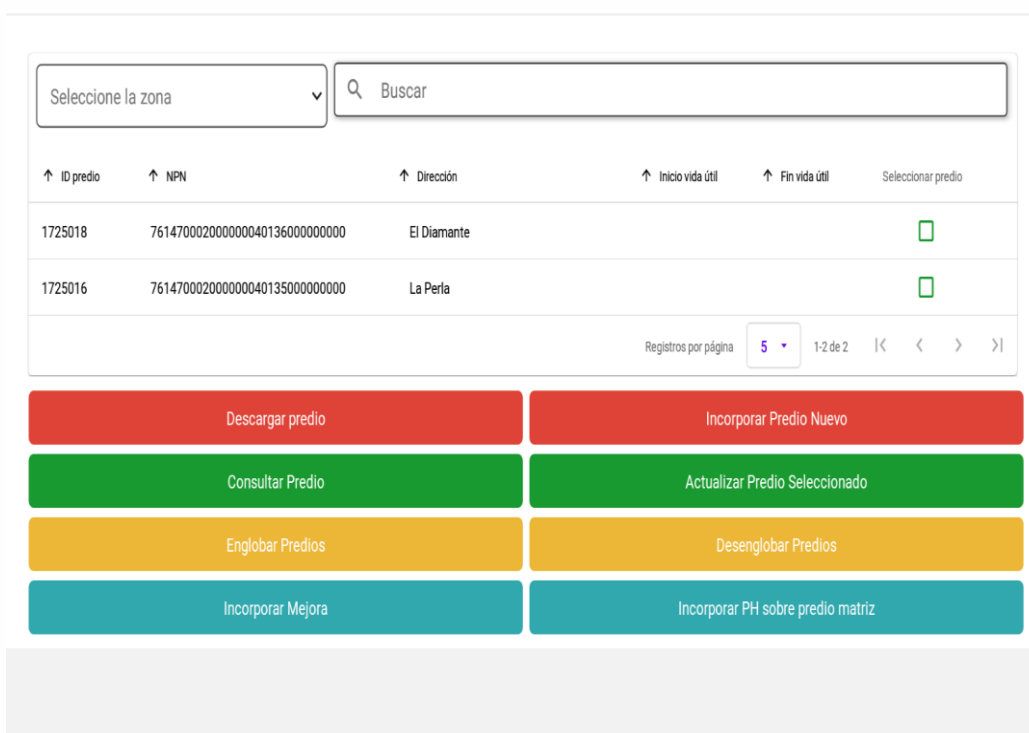 Seleccione la zona Buscar
ID predio NPN Dirección Inicio vida útil Fin vida útil Seleccionar predio
1725018 761470002000000040136000000000 El Diamante
1725016 761470002000000040135000000000 La Perla
Registros por página 5 1-2 de 2
Descargar predio Incorporar Predio Nuevo
Consultar Predio Actualizar Predio Seleccionado
Englobar Predios Desenglobar Predios
Incorporar Mejora Incorporar PH sobre predio matriz